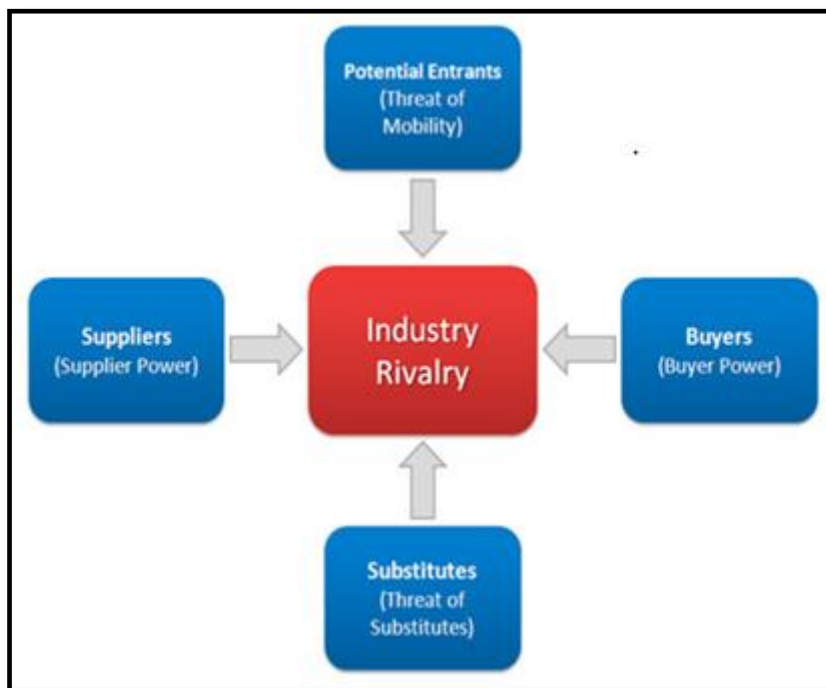 Potential Entrants
(Threat of
Mobility)
Suppliers
(Supplier Power)
Industry
Rivalry
Buyers
(Buyer Power)
Substitutes
(Threat of
Substitutes)